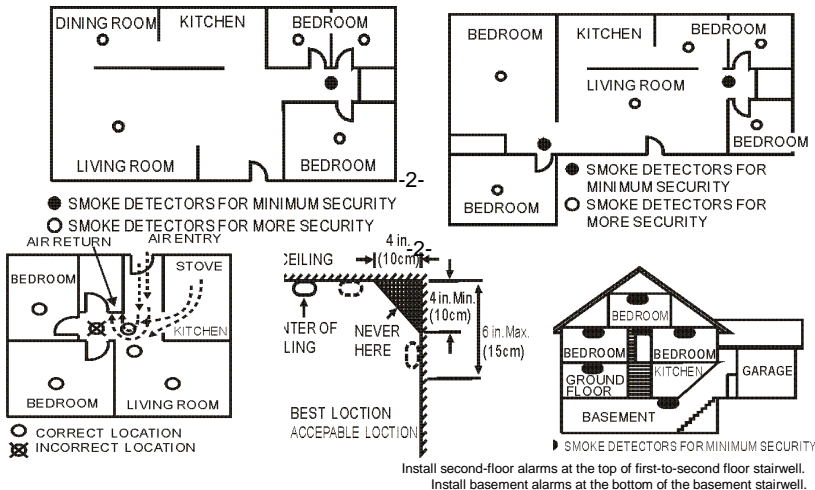 DINING ROOM
KITCHEN
BEDROOM
LIVING ROOM
BEDROOM
-2-
SMOKE DETECTORS FOR MINIMUM SECURITY
SMOKE DETECTORS FOR MORE SECURITY
BEDROOM
KITCHEN
BEDROOM
LIVING ROOM
BEDROOM
BEDROOM
SMOKE DETECTORS FOR
MINIMUM SECURITY
SMOKE DETECTORS FOR
MORE SECURITY
AIR RETURN
AIR ENTRY
STOVE
BEDROOM
KITCHEN
BEDROOM
LIVING ROOM
CORRECT LOCATION
INCORRECT LOCATION
-2-
4 in.
(10cm)
CEILING
4 in. Min.
(10cm)
6 in. Max.
(15cm)
NTER OF
LING
NEVER
HERE
BEST LOCTION
ACCEPABLE LOCTION
BEDROOM
BEDROOM
BEDROOM
KITCHEN
GROUND
FLOOR
GARAGE
BASEMENT
SMOKE DETECTORS FOR MINIMUM SECURITY
Install second-floor alarms at the top of first-to-second floor stairwell.
Install basement alarms at the bottom of the basement stairwell.